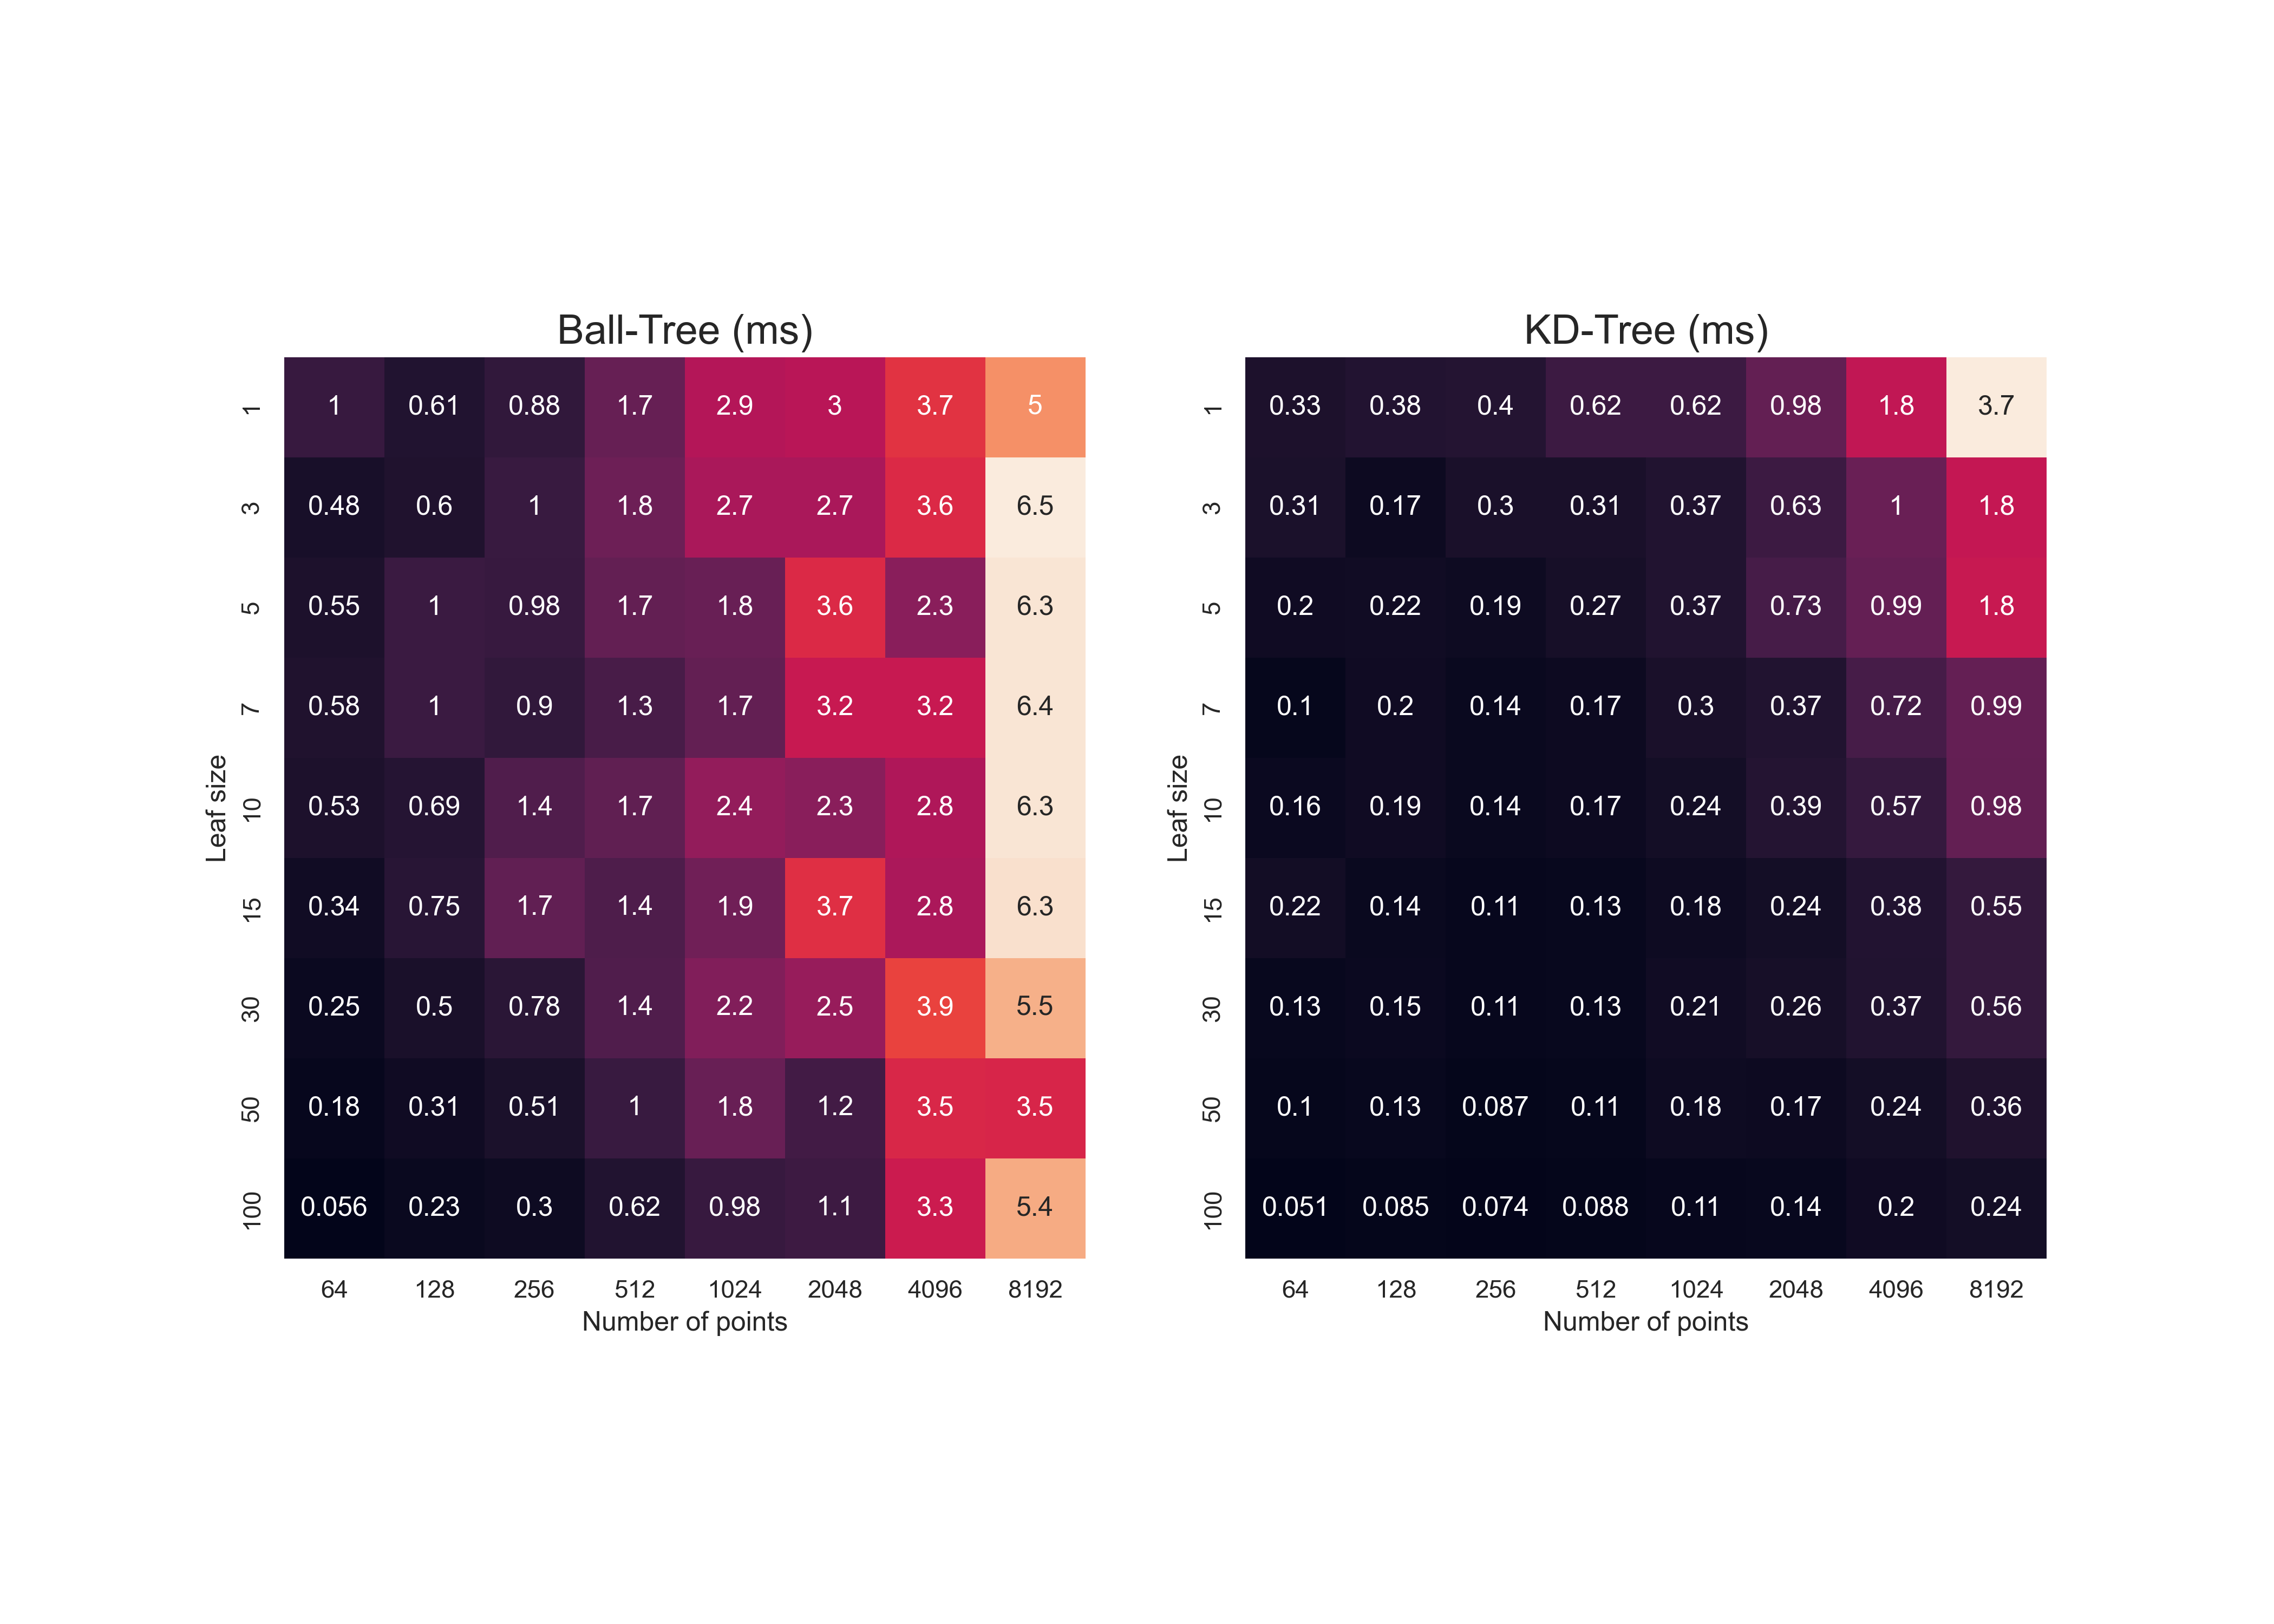 Ball-Tree (ms)
Leaf size
1 1 0.61 0.88 1.7 2.9 3 3.7 5
3 0.48 0.6 1 1.8 2.7 2.7 3.6 6.5
5 0.55 1 0.98 1.7 1.8 3.6 2.3 6.3
7 0.58 1 0.9 1.3 1.7 3.2 3.2 6.4
10 0.53 0.69 1.4 1.7 2.4 2.3 2.8 6.3
15 0.34 0.75 1.7 1.4 1.9 3.7 2.8 6.3
30 0.25 0.5 0.78 1.4 2.2 2.5 3.9 5.5
50 0.18 0.31 0.51 1 1.8 1.2 3.5 3.5
100 0.056 0.23 0.3 0.62 0.98 1.1 3.3 5.4
64 128 256 512 1024 2048 4096 8192
Number of points
KD-Tree (ms)
Leaf size
1 0.33 0.38 0.4 0.62 0.62 0.98 1.8 3.7
3 0.31 0.17 0.3 0.31 0.37 0.63 1 1.8
5 0.2 0.22 0.19 0.27 0.37 0.73 0.99 1.8
7 0.1 0.2 0.14 0.17 0.3 0.37 0.72 0.99
10 0.16 0.19 0.14 0.17 0.24 0.39 0.57 0.98
15 0.22 0.14 0.11 0.13 0.18 0.24 0.38 0.55
30 0.13 0.15 0.11 0.13 0.21 0.26 0.37 0.56
50 0.1 0.13 0.087 0.11 0.18 0.17 0.24 0.36
100 0.051 0.085 0.074 0.088 0.11 0.14 0.2 0.24
64 128 256 512 1024 2048 4096 8192
Number of points